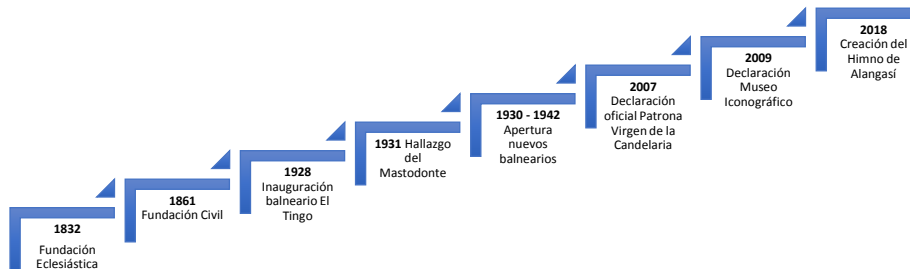 1832
Fundación
Eclesiástica
1861
Fundación Civil
1928
Inauguración
balneario El
Tingo
1931 Hallazgo
del
Mastodonte
1930 - 1942
Apertura
nuevos
balnearios
2007
Declaración
oficial Patrona
Virgen de la
Candelaria
2009
Declaración
Museo
Iconográfico
2018
Creación del
Himno de
Alangasí